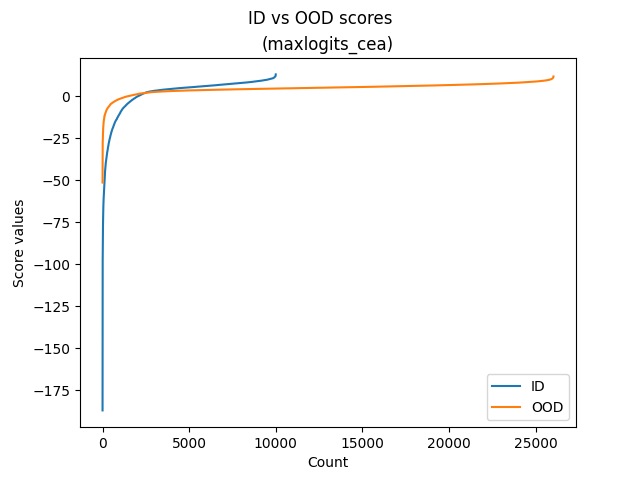 ID vs OOD scores
(maxlogits_cea)
Score values
0
−25
−50
−75
−100
−125
−150
−175
0
5000
10000
15000
20000
25000
Count
ID
OOD